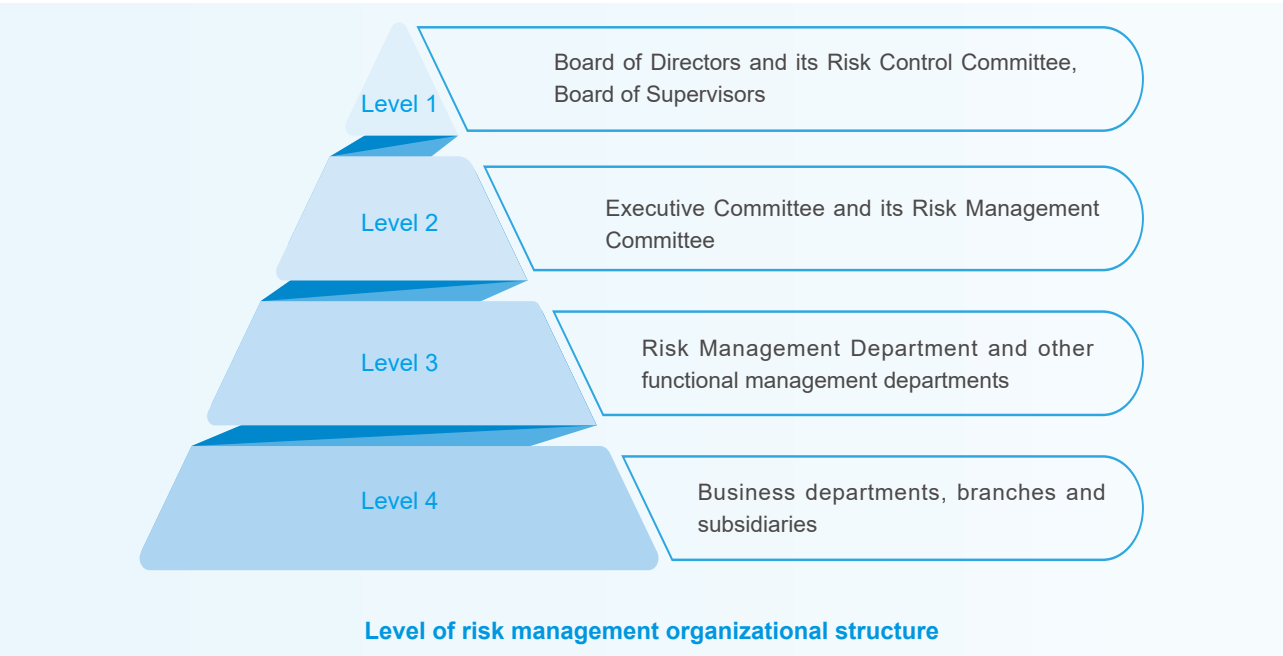 Level 1
Board of Directors and its Risk Control Committee,
Board of Supervisors
Level 2
Executive Committee and its Risk Management
Committee
Level 3
Risk Management Department and other
functional management departments
Level 4
Business departments, branches and
subsidiaries
Level of risk management organizational structure